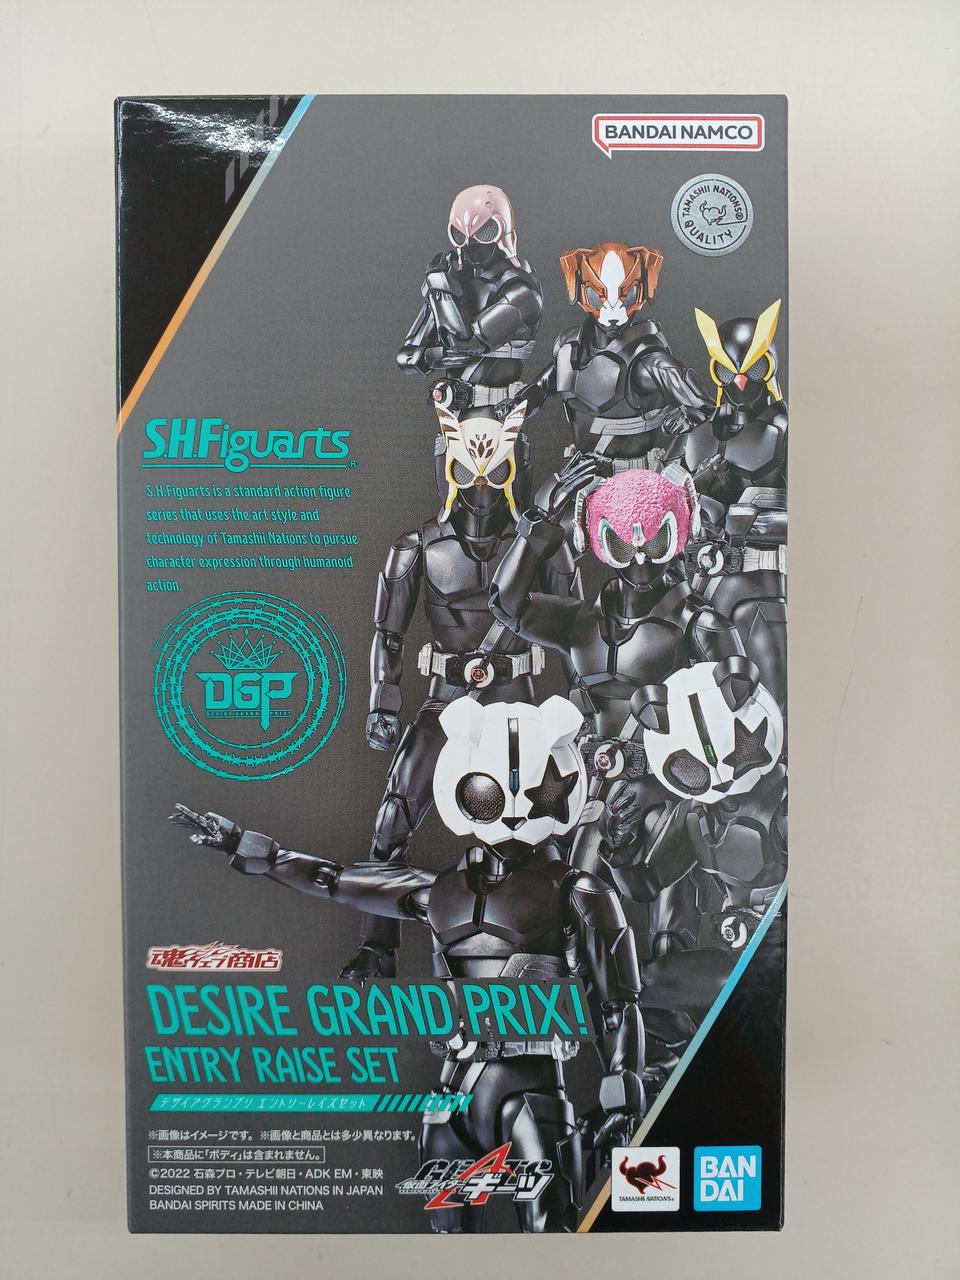 BANDAI NAMCO
TAMASHII NATIONS®
QUALITY
S.H.Figuarts®
S.H.Figuarts is a standard action figure
series that uses the art style and
technology of Tamashii Nations to pursue
character expression through humanoid
action.
DGP
DESIRE GRAND PRIX
魂ウェブ商店
DESIRE GRAND PRIX!
ENTRY RAISE SET
デザイアグランプリ エントリーレイズセット
※画像はイメージです。 ※画像と商品とは多少異なります。
※本商品に「ボディ」は含まれません。
©2022 石森プロ・テレビ朝日・ADK EM・東映
DESIGNED BY TAMASHII NATIONS IN JAPAN
BANDAI SPIRITS MADE IN CHINA
GEATS
仮面ライダー
ギーツ
TAMASHII NATIONS®
BAN
DAI